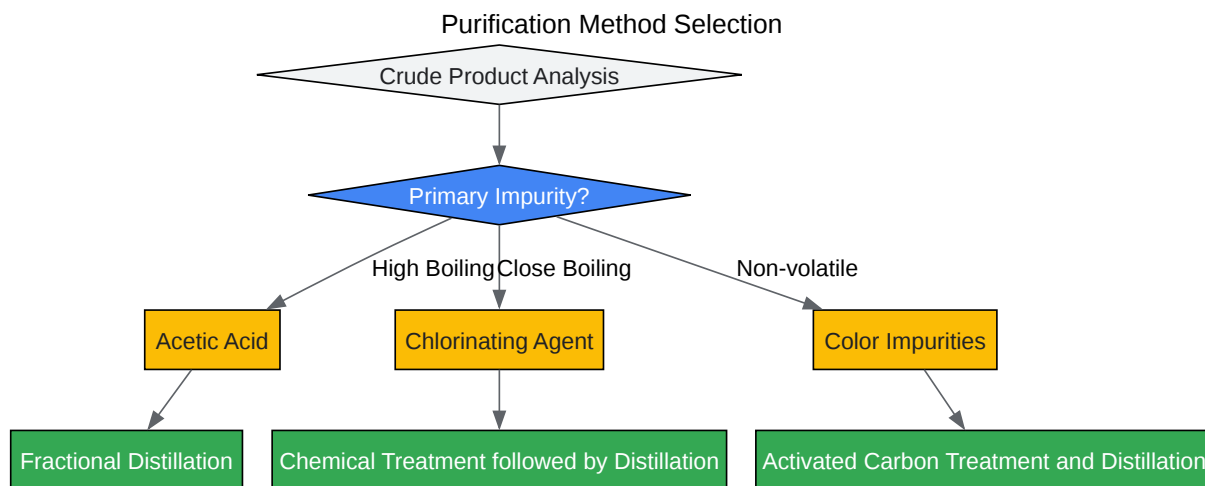 Purification Method Selection
Crude Product Analysis
Primary Impurity?
High Boiling
Close Boiling
Non-volatile
Acetic Acid
Chlorinating Agent
Color Impurities
Fractional Distillation
Chemical Treatment followed by Distillation
Activated Carbon Treatment and Distillation